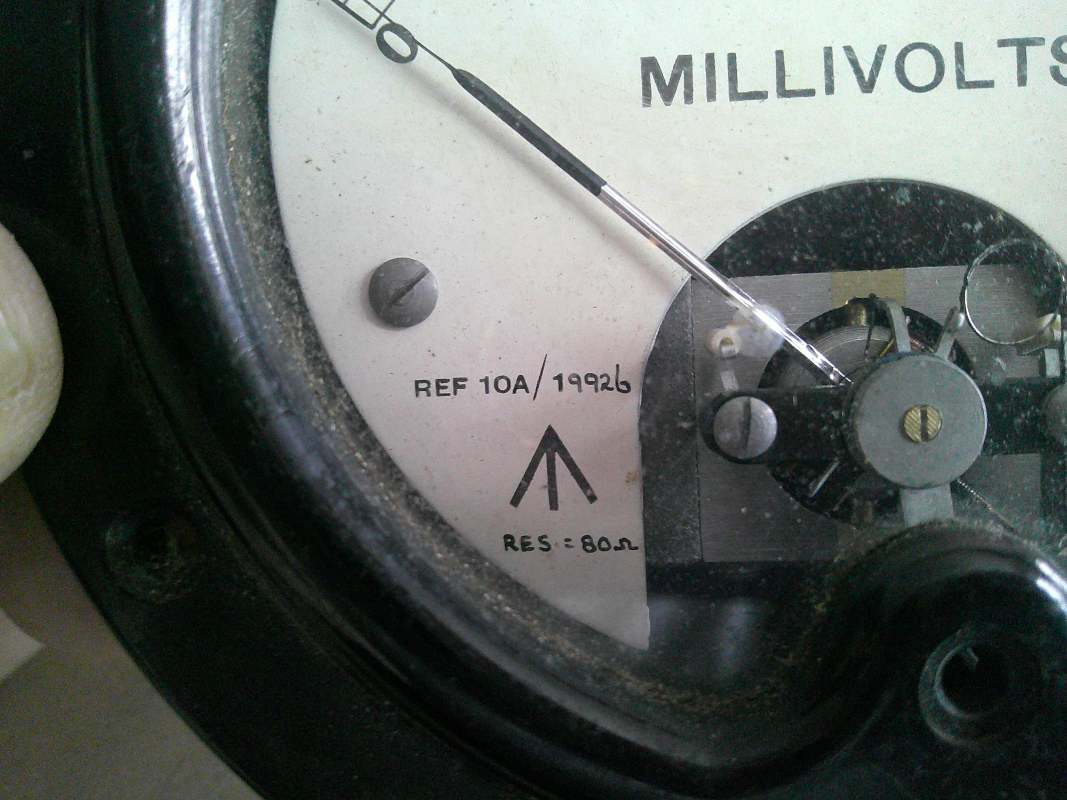 0
MILLIVOLTS
REF 10A/19926
RES = 80Ω